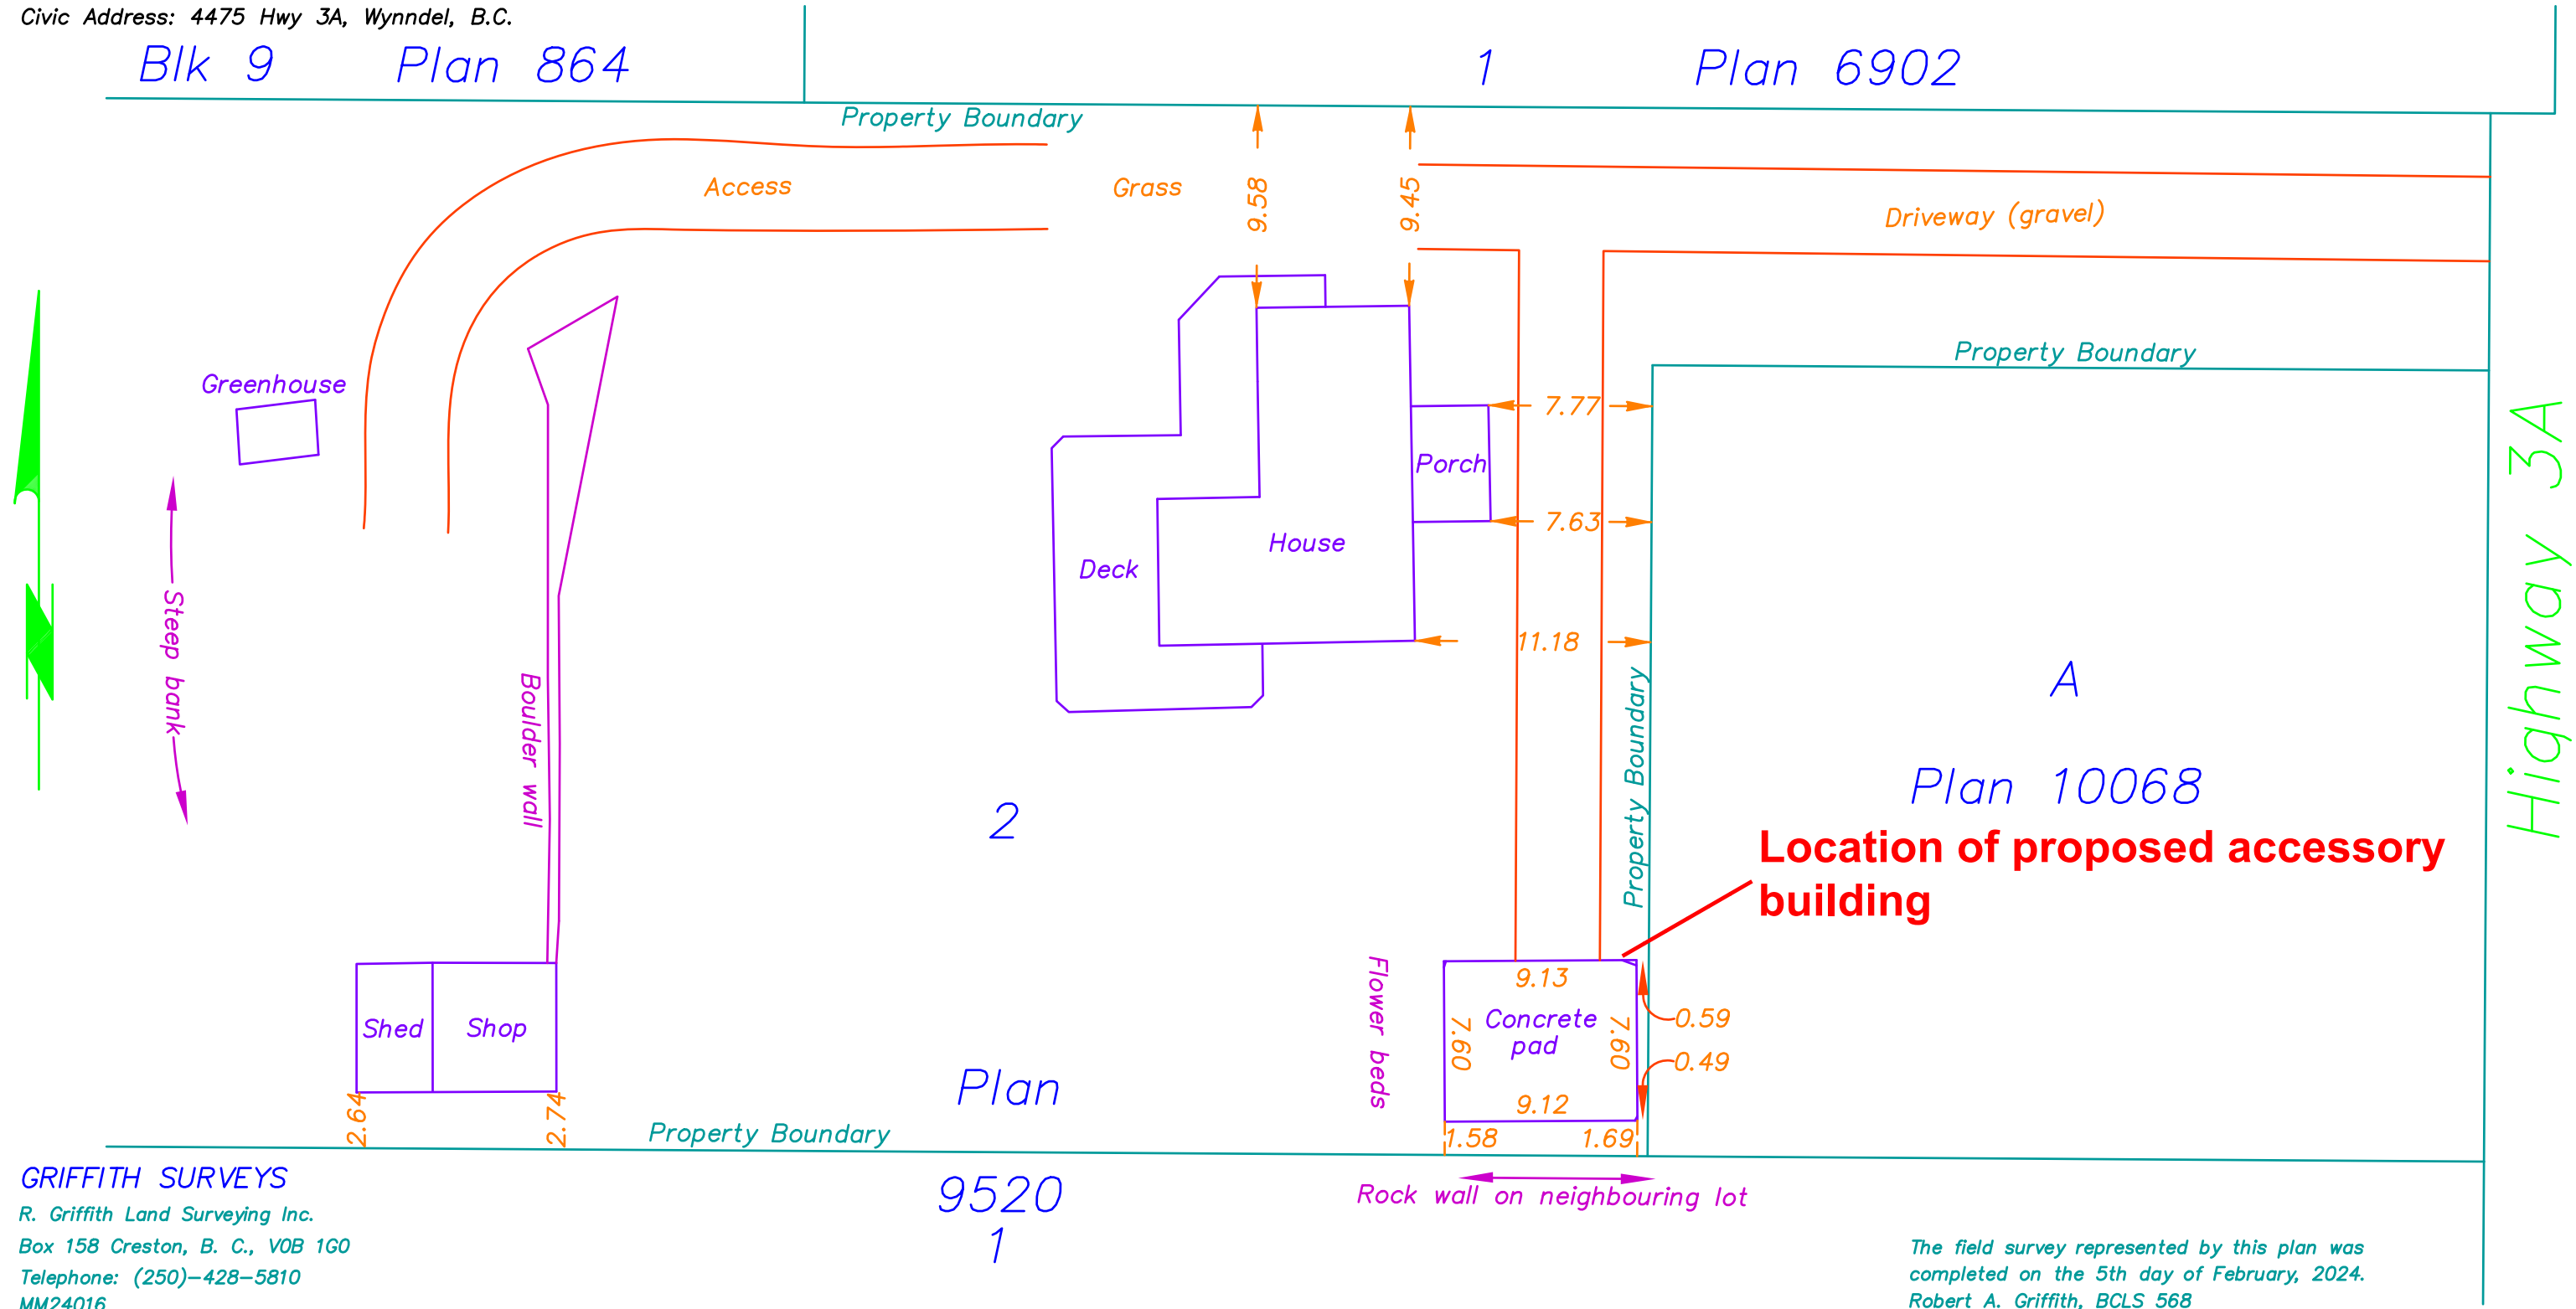 Civic Address: 4475 Hwy 3A, Wynndel, B.C.
Blk 9 Plan 864
1 Plan 6902
Property Boundary
Access
Grass
9.58
9.45
Driveway (gravel)
Property Boundary
Greenhouse
7.77
Porch
7.63
House
Deck
11.18
Steep bank
Boulder wall
Property Boundary
Highway 3A
A
Plan 10068
2
Location of proposed accessory
building
Flower beds
9.13
Concrete
pad
7.60
7.60
0.59
0.49
9.12
1.58
1.69
Shed
Shop
2.64
2.74
Plan
Property Boundary
9520
1
Rock wall on neighbouring lot
GRIFFITH SURVEYS
R. Griffith Land Surveying Inc.
Box 158 Creston, B. C., V0B 1G0
Telephone: (250)-428-5810
MM24016
The field survey represented by this plan was
completed on the 5th day of February, 2024.
Robert A. Griffith, BCLS 568